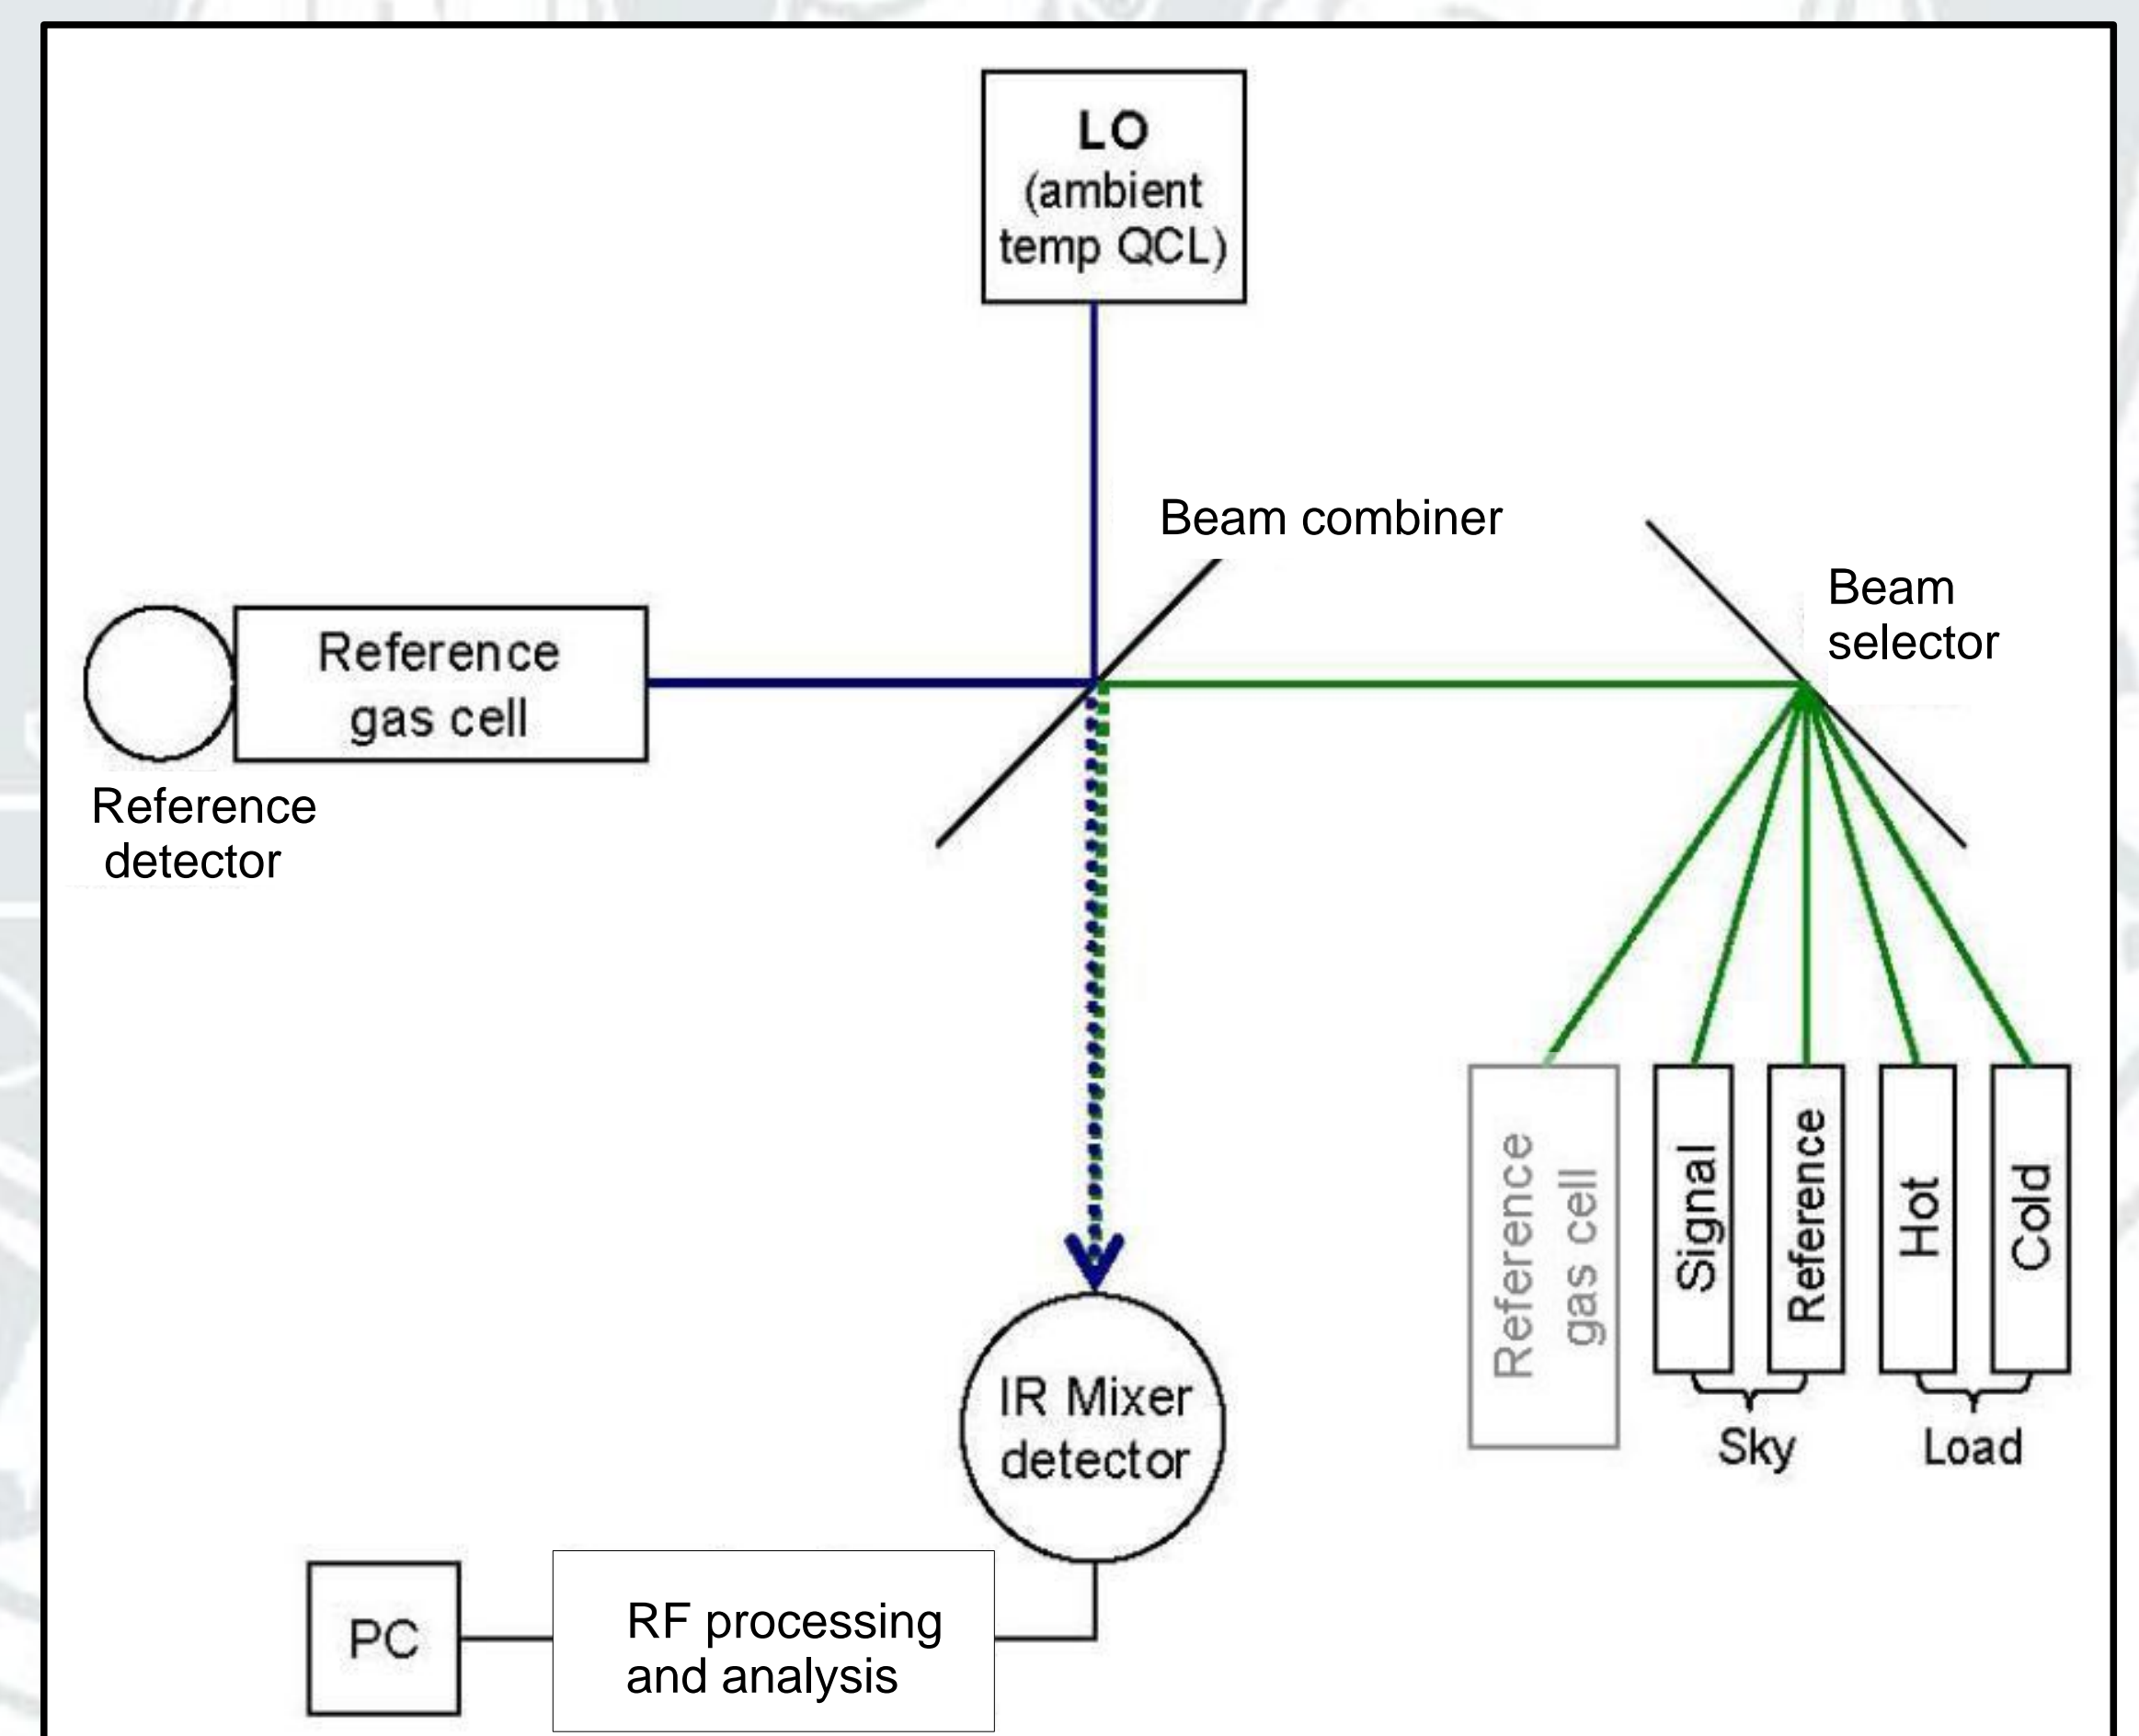 LO
(ambient
temp QCL)
Beam combiner
Beam
selector
Reference
gas cell
Reference
detector
Reference
gas cell
Signal
Reference
Hot
Cold
Sky
Load
IR Mixer
detector
PC
RF processing
and analysis